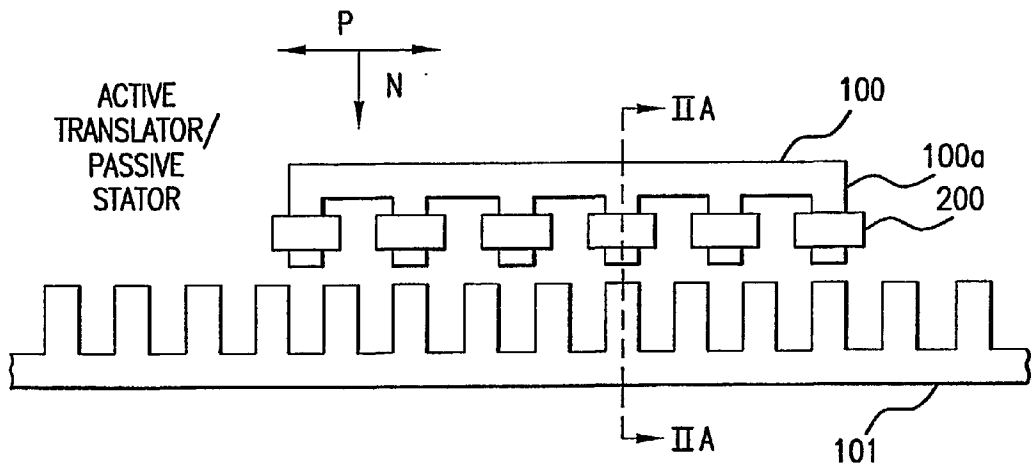 P
N
ACTIVE
TRANSLATOR/
PASSIVE
STATOR
IIA
100
100a
200
IIA
101